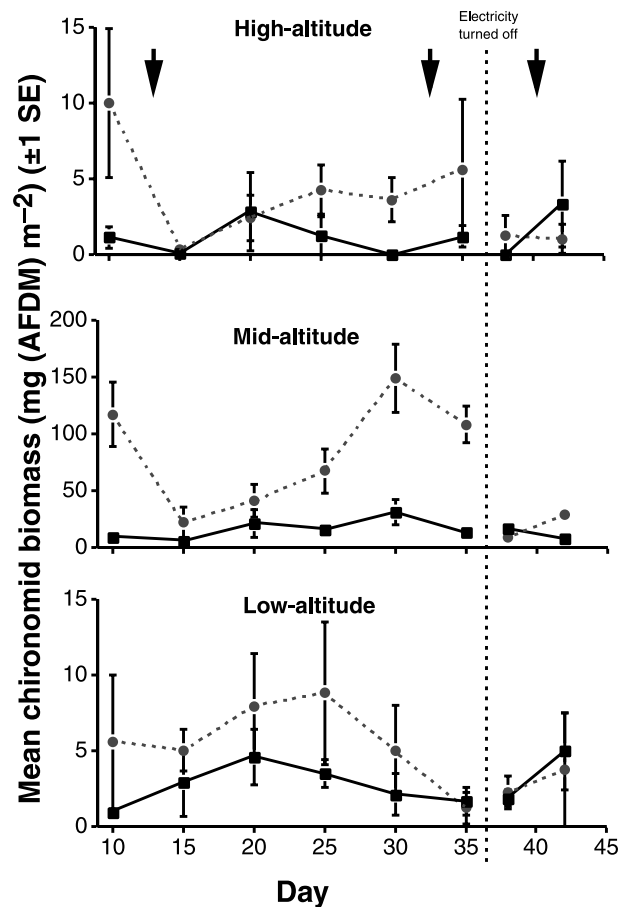 Electricity
turned off
High-altitude
15
10
5
0
Mid-altitude
200
150
100
50
0
Low-altitude
15
10
5
0
10 15 20 25 30 35 40 45
Day
Mean chironomid biomass (mg (AFDM) m⁻²) (±1 SE)